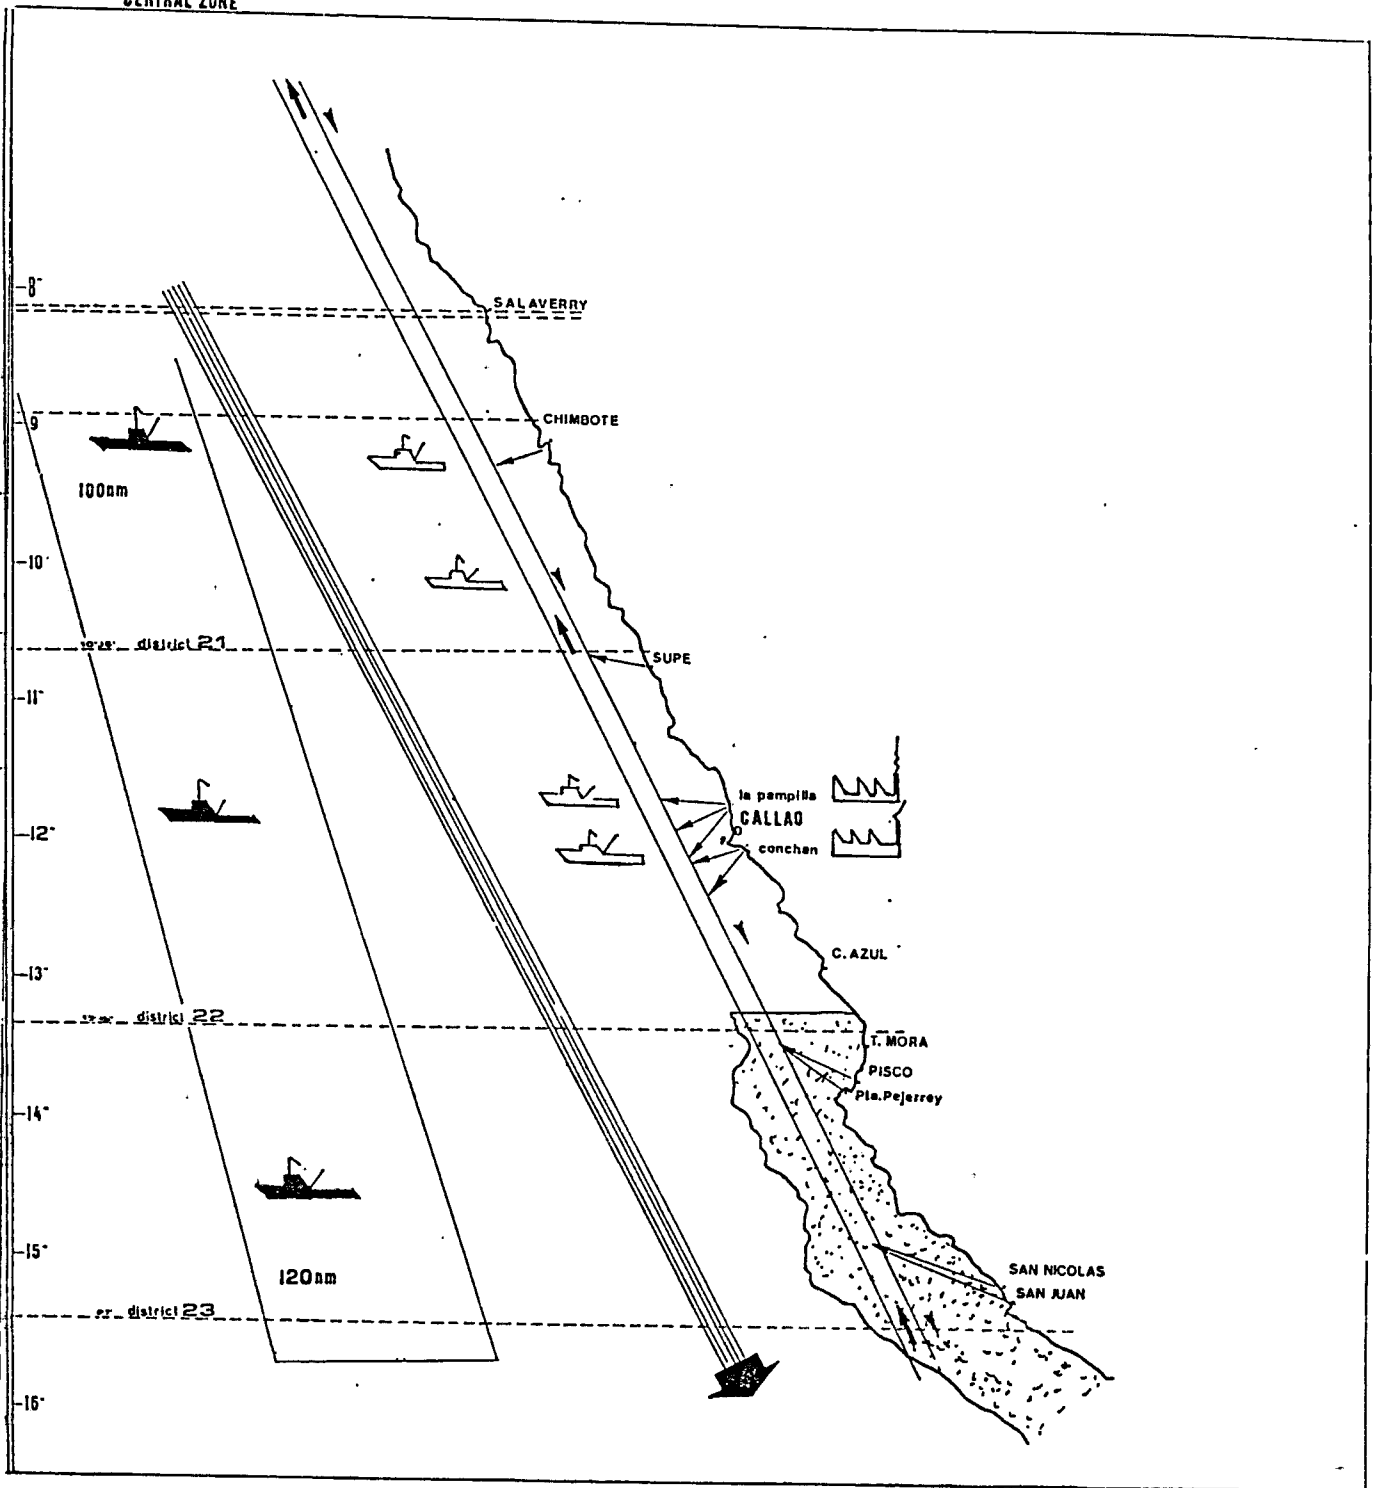 CENTRAL ZONE
-8°
SALAVERRY
-9
CHIMBOTE
100nm
-10°
district 21
SUPE
-11°
la pampilla
CALLAO
-12°
conchan
C. AZUL
-13°
district 22
T. MORA
PISCO
Pta. Pejerrey
-14°
-15°
SAN NICOLAS
120nm
SAN JUAN
district 23
-16°